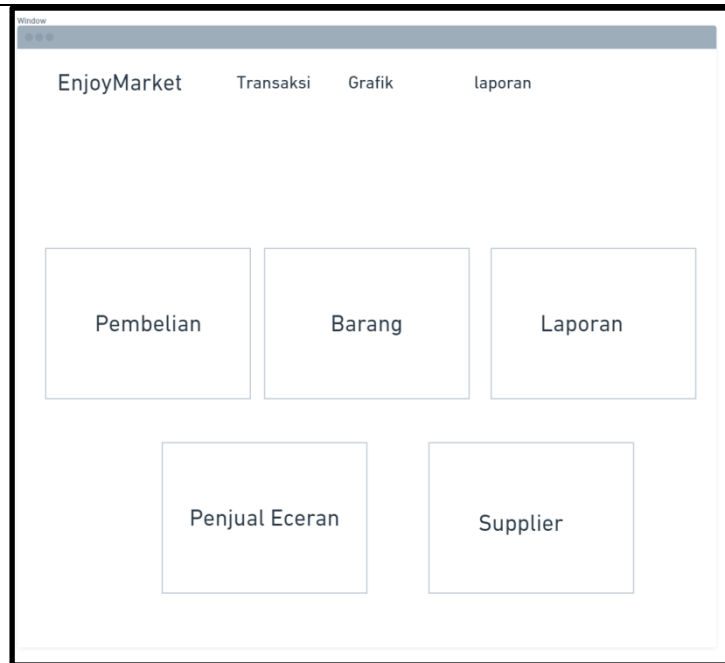 Window
EnjoyMarket Transaksi Grafik laporan
Pembelian Barang Laporan
Penjual Eceran Supplier